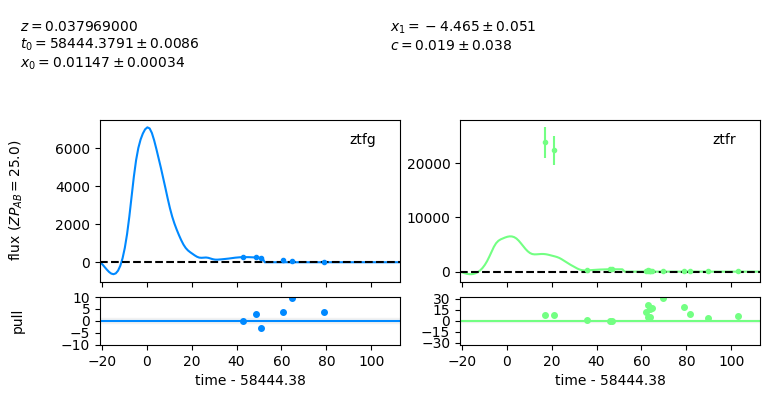 z = 0.037969000
t₀ = 58444.3791 ± 0.0086
x₀ = 0.01147 ± 0.00034
x₁ = −4.465 ± 0.051
c = 0.019 ± 0.038
flux (ZP_AB = 25.0)
ztfg
6000
4000
2000
0
ztfr
20000
10000
0
pull
10
5
0
−5
−10
−20 0 20 40 60 80 100
time - 58444.38
30
15
0
−15
−30
−20 0 20 40 60 80 100
time - 58444.38